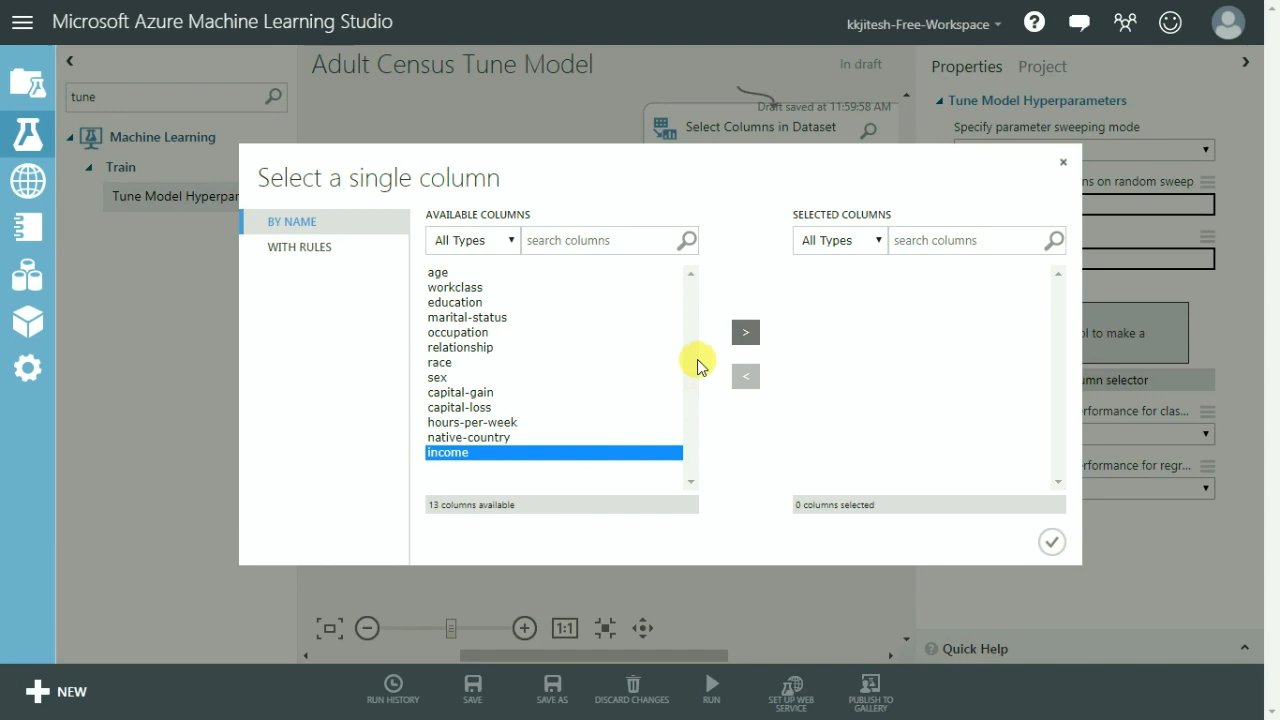 Microsoft Azure Machine Learning Studio
kkjitesh-Free-Workspace
tune
Machine Learning
Train
Tune Model Hyperpar
Adult Census Tune Model
In draft
Draft saved at 11:59:58 AM
Select Columns in Dataset
Properties Project
Tune Model Hyperparameters
Specify parameter sweeping mode
ns on random sweep
ol to make a
umn selector
rformance for clas...
rformance for regr...
Select a single column
BY NAME
WITH RULES
AVAILABLE COLUMNS
All Types search columns
age
workclass
education
marital-status
occupation
relationship
race
sex
capital-gain
capital-loss
hours-per-week
native-country
income
13 columns available
>
<
SELECTED COLUMNS
All Types search columns
0 columns selected
1:1
Quick Help
NEW
RUN HISTORY
SAVE
SAVE AS
DISCARD CHANGES
RUN
SET UP WEB
SERVICE
PUBLISH TO
GALLERY